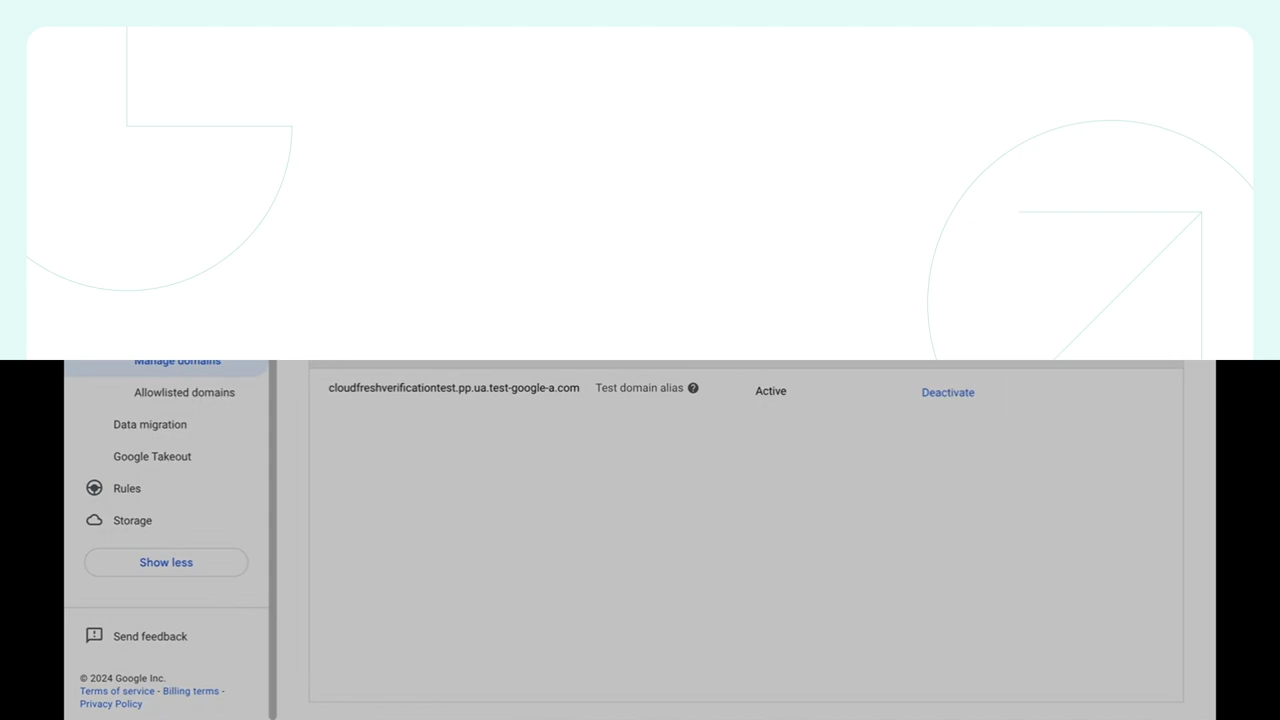 Manage domains
cloudfreshverificationtest.pp.ua.test-google-a.com Test domain alias Active Deactivate
Allowlisted domains
Data migration
Google Takeout
Rules
Storage
Show less
Send feedback
© 2024 Google Inc.
Terms of service - Billing terms -
Privacy Policy